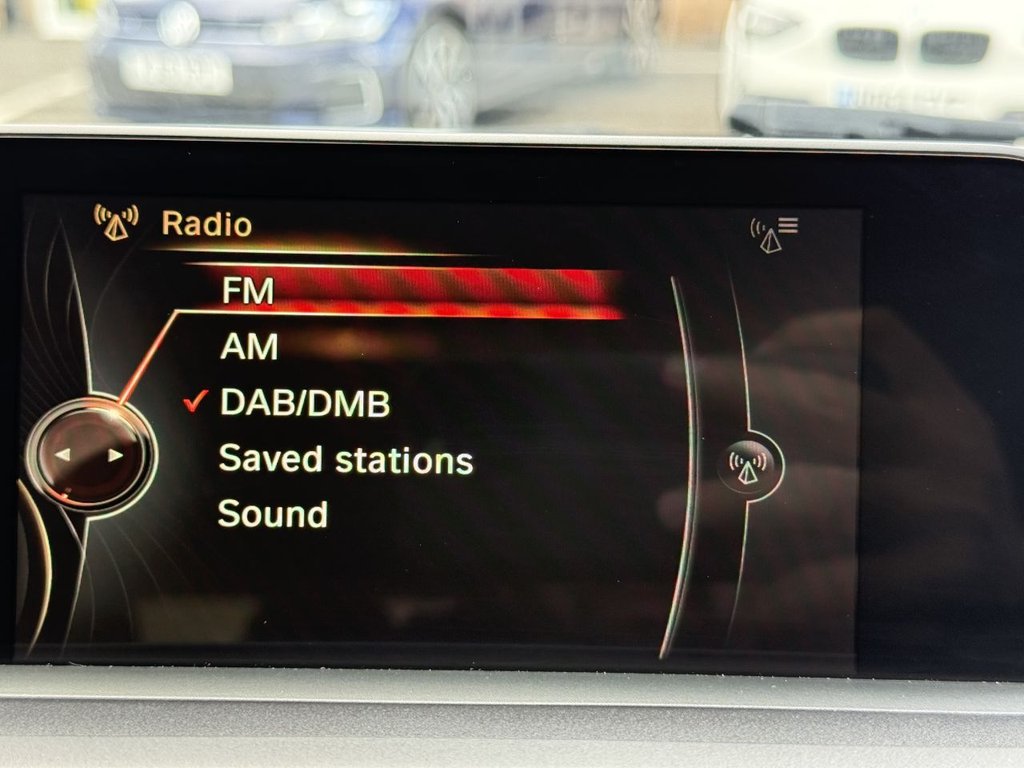 Radio
FM
AM
DAB/DMB
Saved stations
Sound